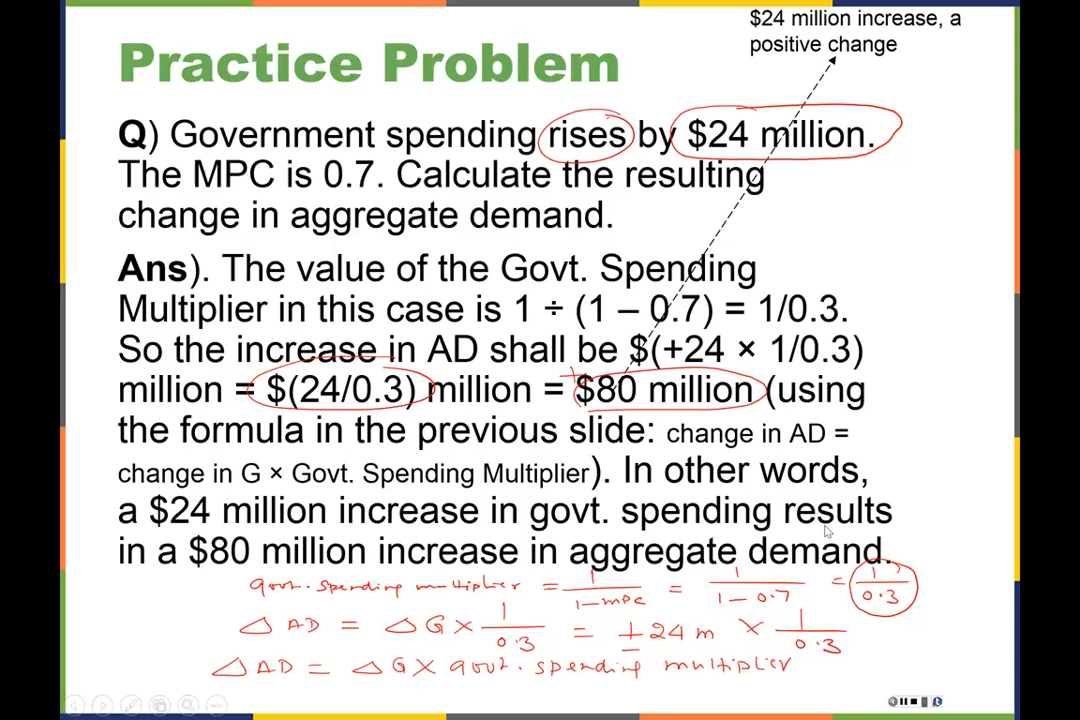 $24 million increase, a
positive change
Practice Problem
Q) Government spending rises by $24 million.
The MPC is 0.7. Calculate the resulting
change in aggregate demand.
Ans). The value of the Govt. Spending
Multiplier in this case is 1 ÷ (1 – 0.7) = 1/0.3.
So the increase in AD shall be $(+24 × 1/0.3)
million = $(24/0.3) million = +$80 million (using
the formula in the previous slide: change in AD =
change in G × Govt. Spending Multiplier). In other words,
a $24 million increase in govt. spending results
in a $80 million increase in aggregate demand.
govt. spending multiplier = 1/(1-MPC) = 1/(1-0.7) = 1/0.3
△ AD = △G × 1/0.3 = +24 m × 1/0.3
△AD = △G × govt. spending multiplier